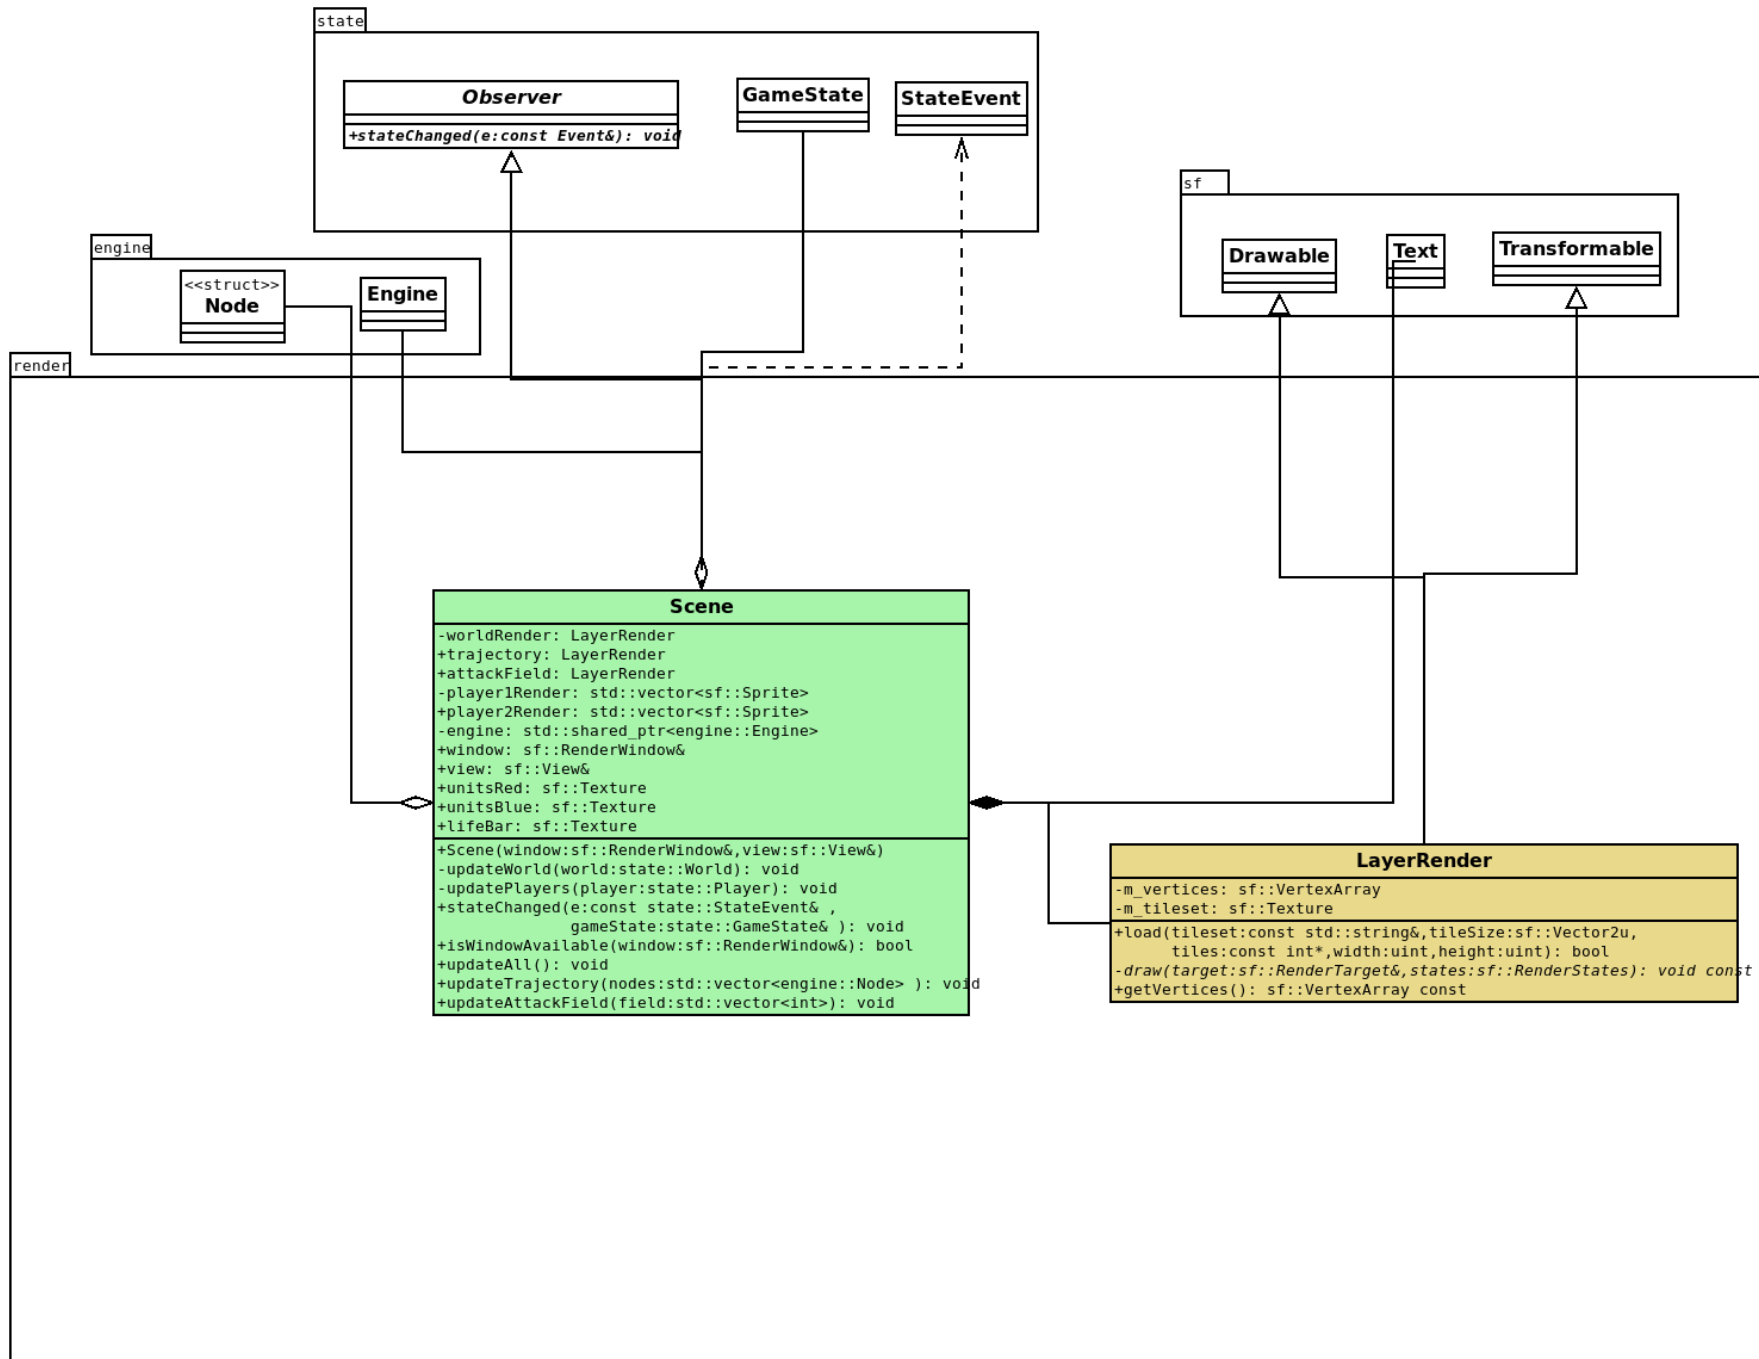 state
Observer
+stateChanged(e:const Event&): void
GameState
StateEvent
sf
Drawable
Text
Transformable
engine
<<struct>>
Node
Engine
render
Scene
-worldRender: LayerRender
+trajectory: LayerRender
+attackField: LayerRender
-player1Render: std::vector<sf::Sprite>
+player2Render: std::vector<sf::Sprite>
-engine: std::shared_ptr<engine::Engine>
+window: sf::RenderWindow&
+view: sf::View&
+unitsRed: sf::Texture
+unitsBlue: sf::Texture
+lifeBar: sf::Texture
+Scene(window:sf::RenderWindow&,view:sf::View&)
-updateWorld(world:state::World): void
-updatePlayers(player:state::Player): void
+stateChanged(e:const state::StateEvent& ,
gameState:state::GameState& ): void
+isWindowAvailable(window:sf::RenderWindow&): bool
+updateAll(): void
+updateTrajectory(nodes:std::vector<engine::Node> ): void
+updateAttackField(field:std::vector<int>): void
LayerRender
-m_vertices: sf::VertexArray
-m_tileset: sf::Texture
+load(tileset:const std::string&,tileSize:sf::Vector2u,
tiles:const int*,width:uint,height:uint): bool
-draw(target:sf::RenderTarget&,states:sf::RenderStates): void const
+getVertices(): sf::VertexArray const